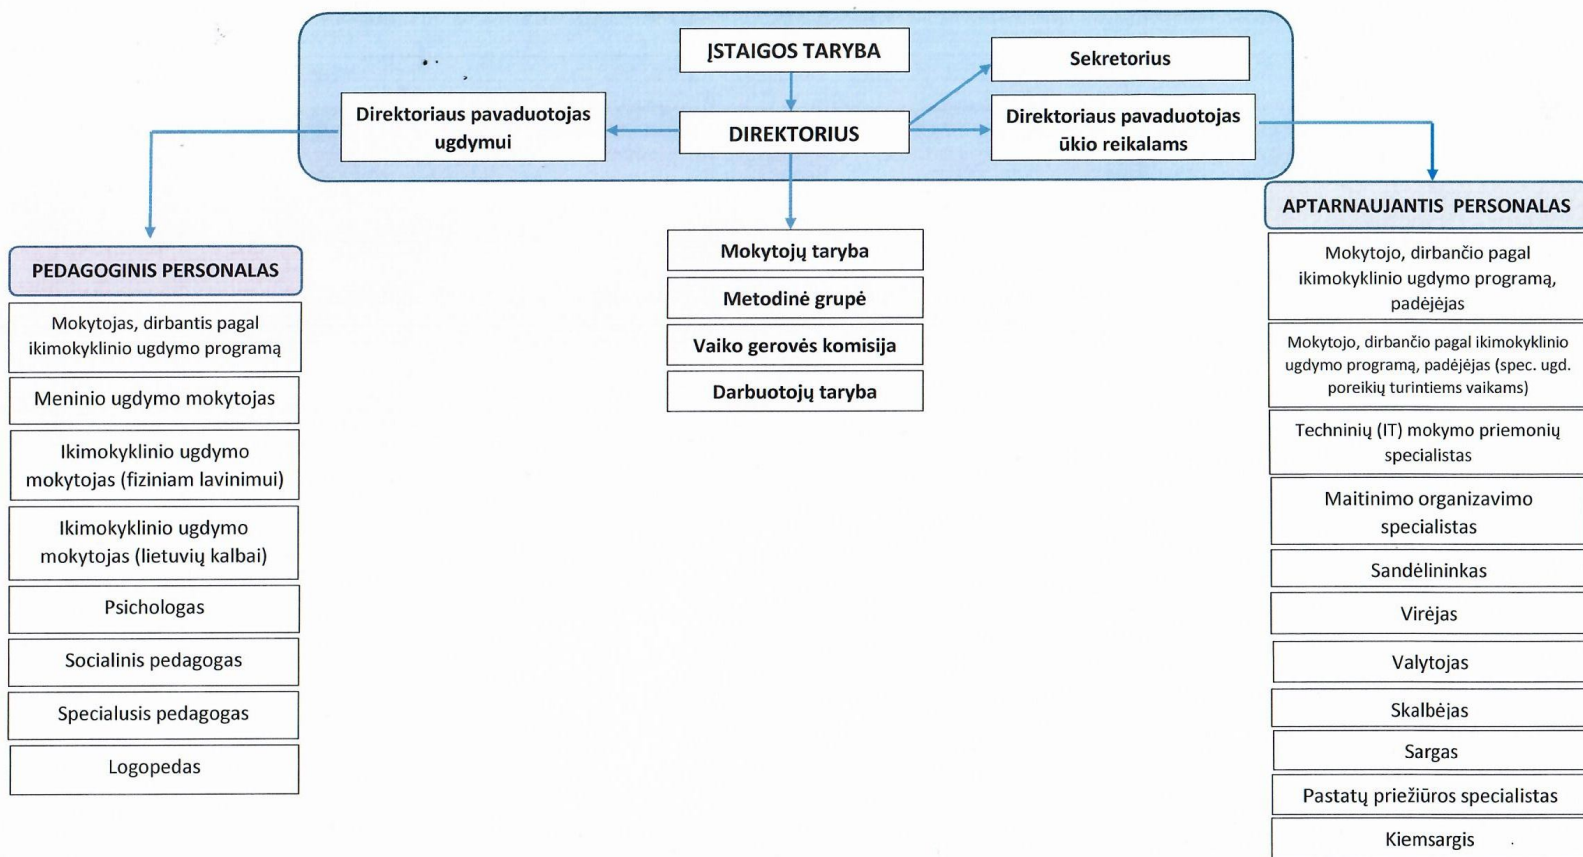 ĮSTAIGOS TARYBA
Sekretorius
Direktoriaus pavaduotojas
ugdymui
DIREKTORIUS
Direktoriaus pavaduotojas
ūkio reikalams
PEDAGOGINIS PERSONALAS
Mokytojas, dirbantis pagal
ikimokyklinio ugdymo programą
Meninio ugdymo mokytojas
Ikimokyklinio ugdymo
mokytojas (fiziniam lavinimui)
Ikimokyklinio ugdymo
mokytojas (lietuvių kalbai)
Psichologas
Socialinis pedagogas
Specialusis pedagogas
Logopedas
Mokytojų taryba
Metodinė grupė
Vaiko gerovės komisija
Darbuotojų taryba
APTARNAUJANTIS PERSONALAS
Mokytojo, dirbančio pagal
ikimokyklinio ugdymo programą,
padėjėjas
Mokytojo, dirbančio pagal ikimokyklinio
ugdymo programą, padėjėjas (spec. ugd.
poreikių turintiems vaikams)
Techninių (IT) mokymo priemonių
specialistas
Maitinimo organizavimo
specialistas
Sandėlininkas
Virėjas
Valytojas
Skalbėjas
Sargas
Pastatų priežiūros specialistas
Kiemsargis